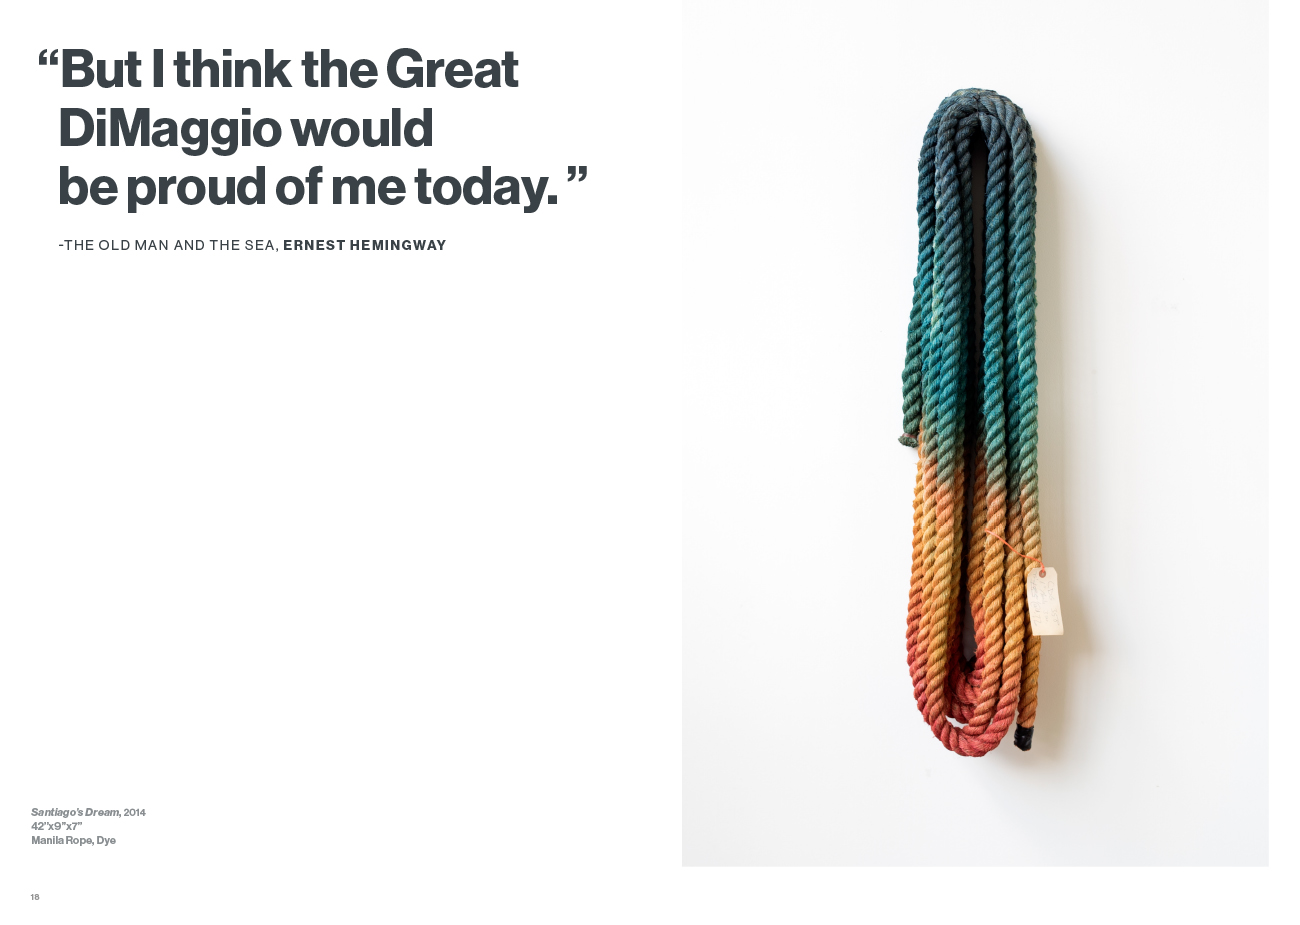 “But I think the Great
DiMaggio would
be proud of me today. ”
-THE OLD MAN AND THE SEA, ERNEST HEMINGWAY
Santiago’s Dream, 2014
42”x9”x7”
Manila Rope, Dye
18